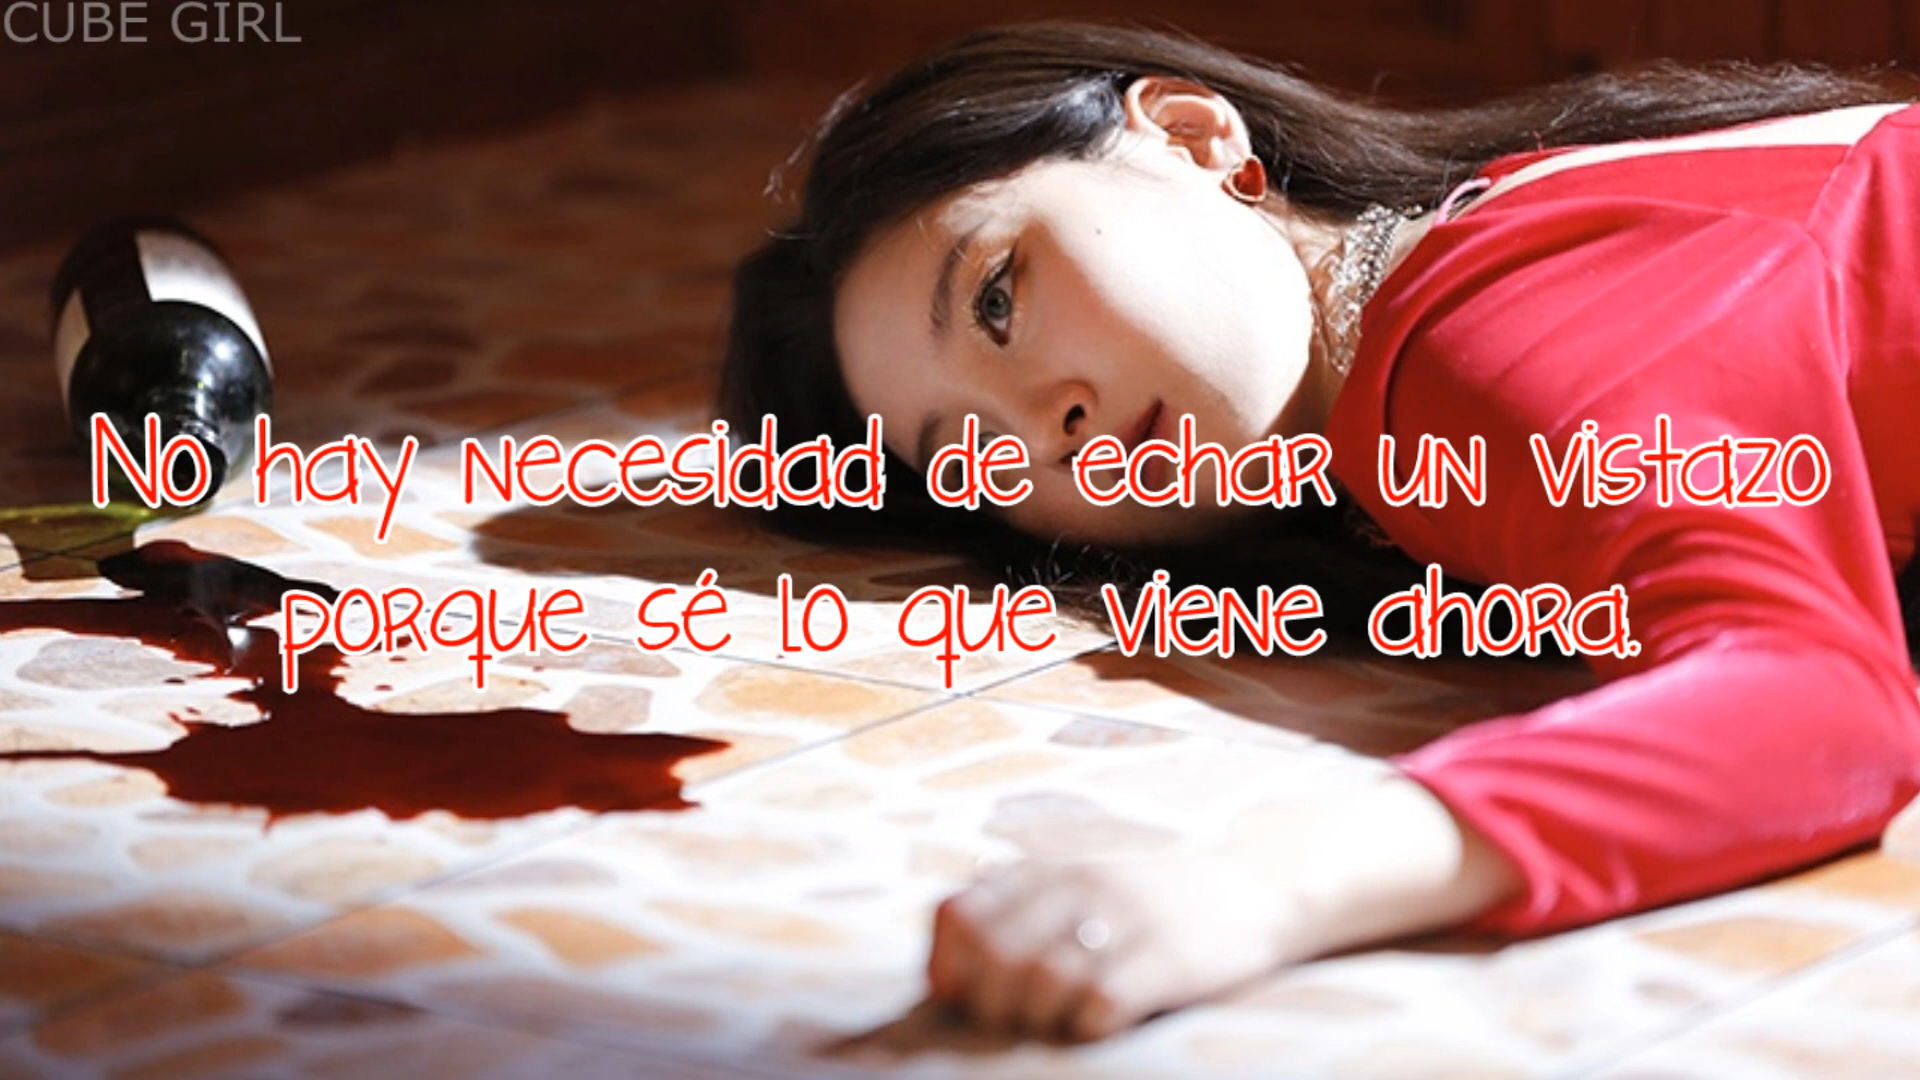 CUBE GIRL
No hay necesidad de echar un vistazo
porque sé lo que viene ahora.